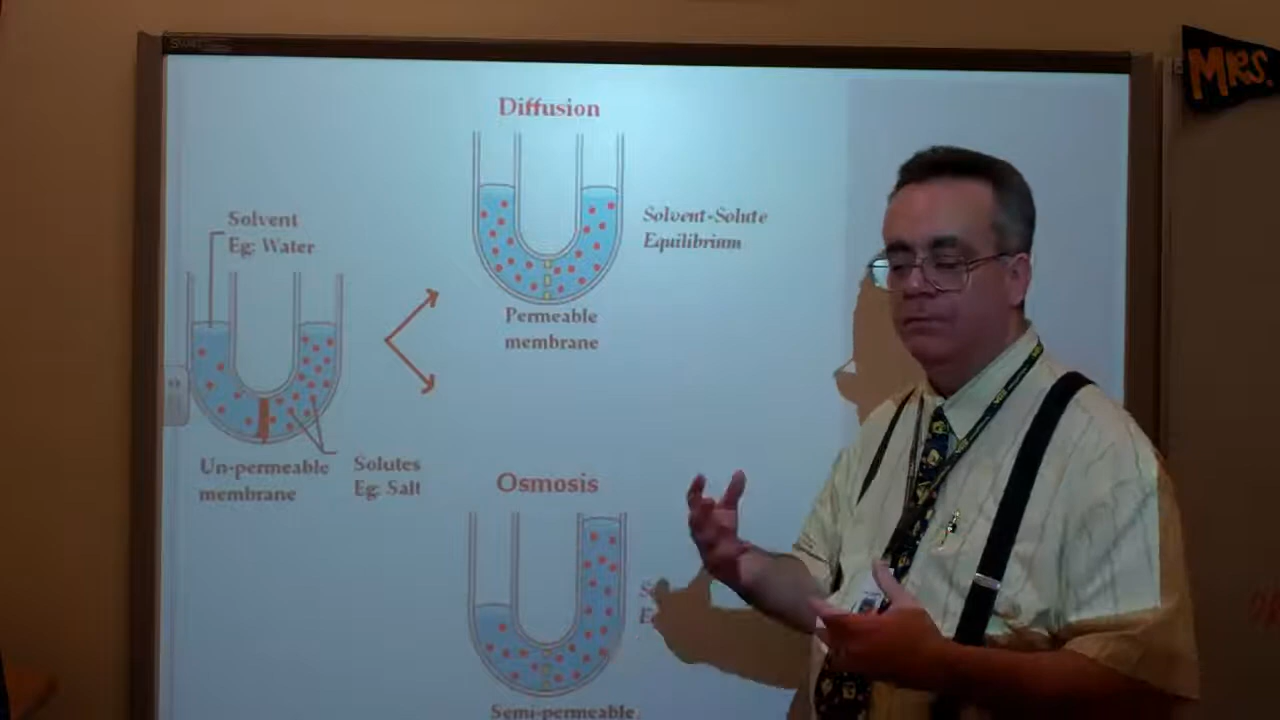 Diffusion
Solvent
Eg: Water
Solvent-Solute
Equilibrium
Permeable
membrane
Un-permeable
membrane
Solutes
Eg: Salt
Osmosis
Semi-permeable
MRS.